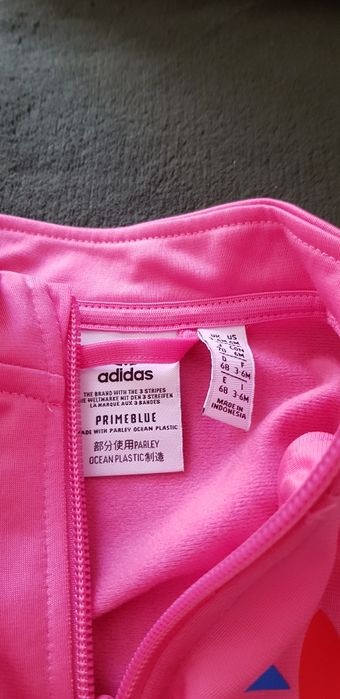 adidas
THE BRAND WITH THE 3 STRIPES
DIE WELTMARKE MIT DEN 3 STREIFEN
LA MARQUE AUX 3 BANDES
PRIMEBLUE
MADE WITH PARLEY OCEAN PLASTIC
部分使用PARLEY
OCEAN PLASTIC制造
US
D F
68 3-6M
E I
68 3-6M
MADE IN
INDONESIA